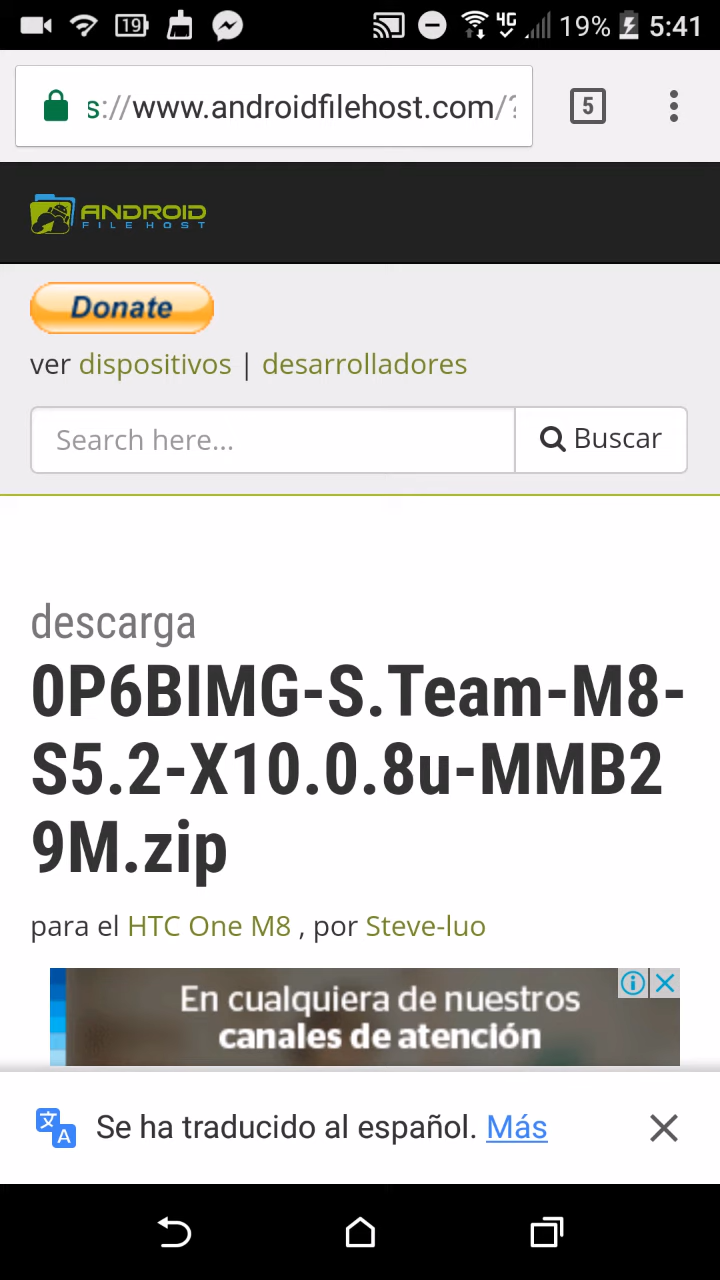 19
4G
19%
5:41
s://www.androidfilehost.com/?
5
ANDROID
FILE HOST
Donate
ver dispositivos | desarrolladores
Search here...
Buscar
descarga
0P6BIMG-S.Team-M8-
S5.2-X10.0.8u-MMB2
9M.zip
para el HTC One M8 , por Steve-luo
En cualquiera de nuestros
canales de atención
文
A
Se ha traducido al español. Más